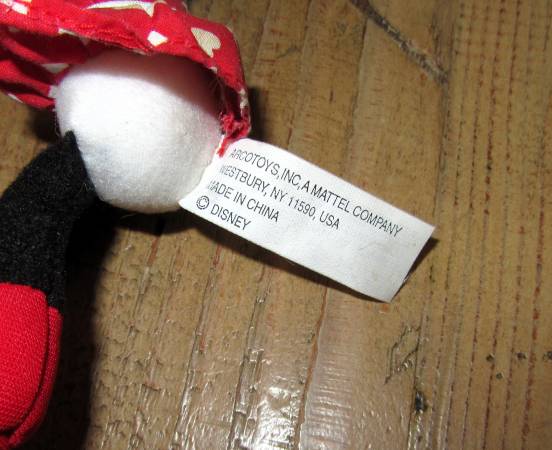 ARCOTOYS, INC, A MATTEL COMPANY
WESTBURY, NY 11590, USA
MADE IN CHINA
© DISNEY